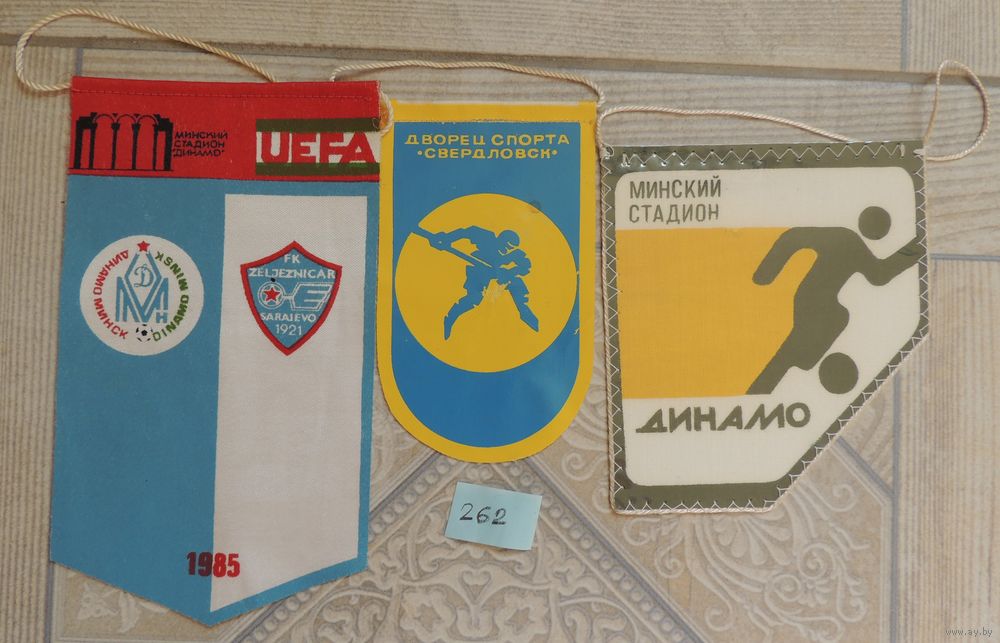 МИНСКИЙ
СТАДИОН
"ДИНАМО"
UEFA
ДИНАМО МИНСК
DINAMO MINSK
Д
М
Н
FK
ŽELJEZNIČAR
SARAJEVO
1921
1985
ДВОРЕЦ СПОРТА
•СВЕРДЛОВСК•
262
МИНСКИЙ
СТАДИОН
ДИНАМО
www.ay.by